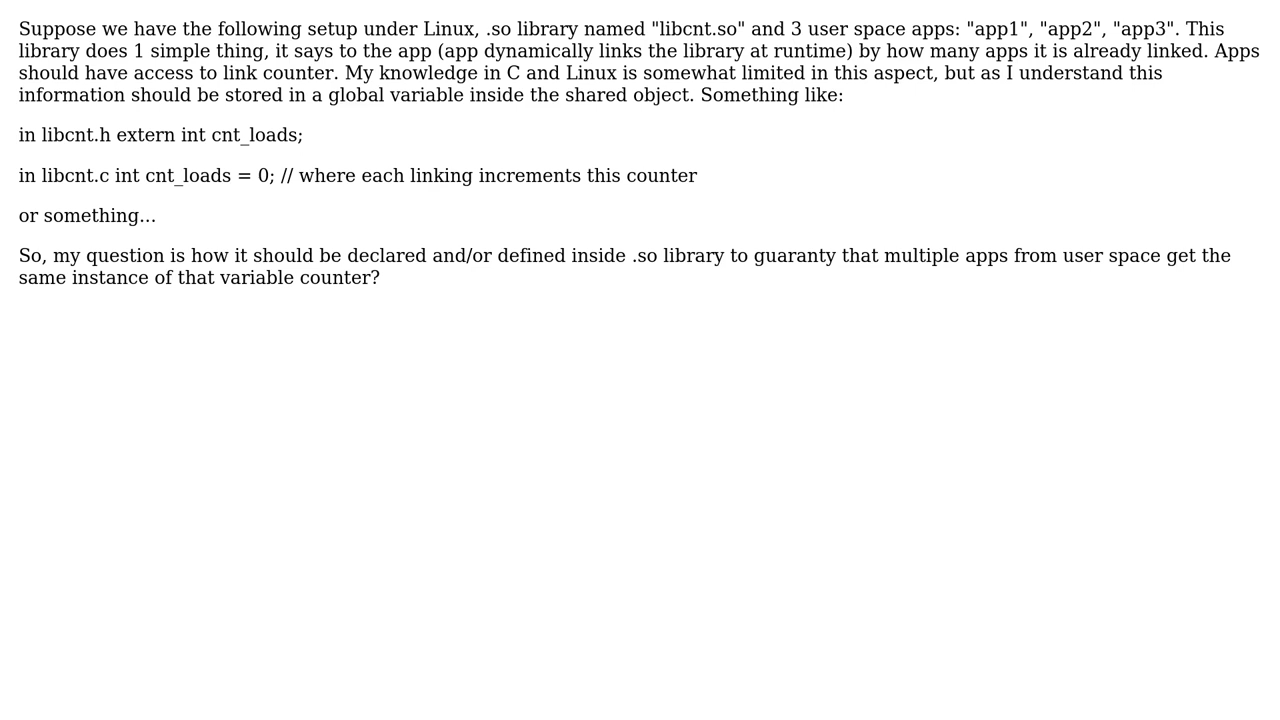 Suppose we have the following setup under Linux, .so library named "libcnt.so" and 3 user space apps: "app1", "app2", "app3". This
library does 1 simple thing, it says to the app (app dynamically links the library at runtime) by how many apps it is already linked. Apps
should have access to link counter. My knowledge in C and Linux is somewhat limited in this aspect, but as I understand this
information should be stored in a global variable inside the shared object. Something like:
in libcnt.h extern int cnt_loads;
in libcnt.c int cnt_loads = 0; // where each linking increments this counter
or something...
So, my question is how it should be declared and/or defined inside .so library to guaranty that multiple apps from user space get the
same instance of that variable counter?